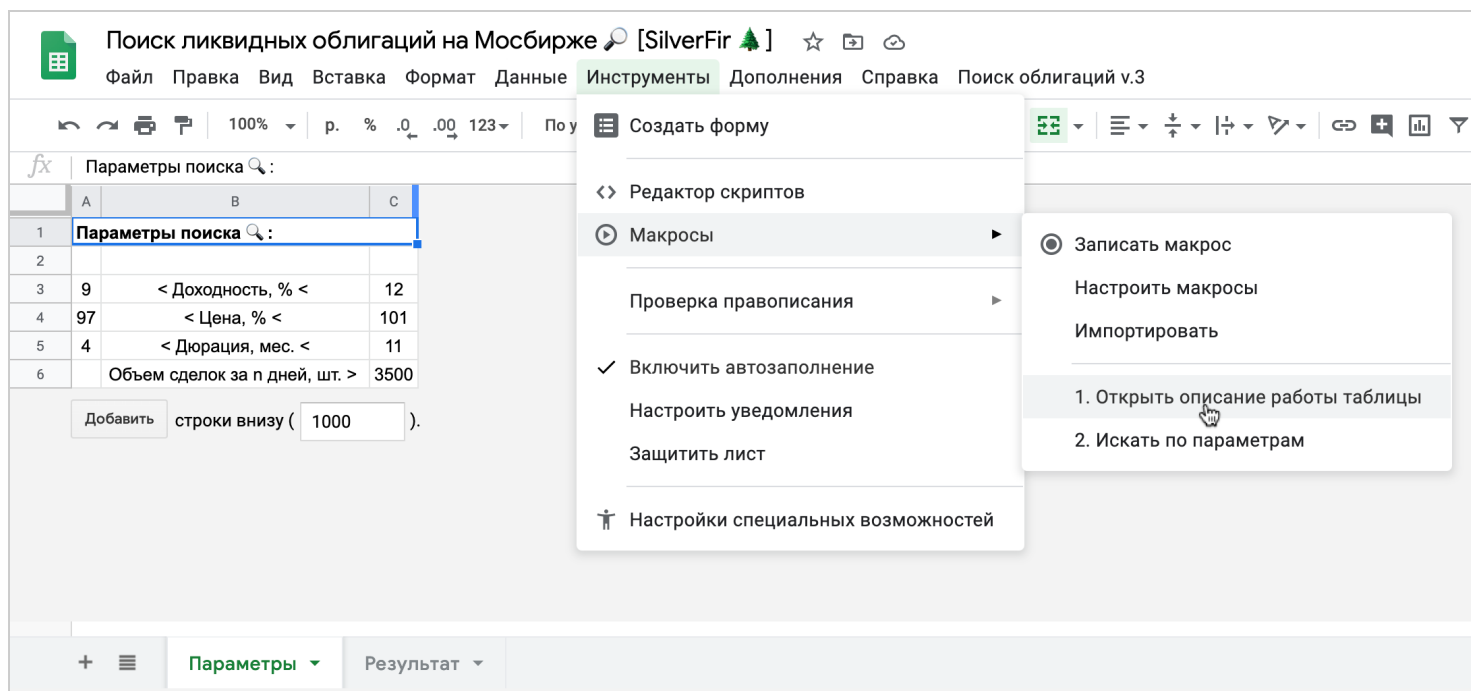 Поиск ликвидных облигаций на Мосбирже 🔎 [SilverFir 🌲]
Файл Правка Вид Вставка Формат Данные Инструменты Дополнения Справка Поиск облигаций v.3
100% р. % .0 .00 123 По у
fx Параметры поиска 🔍 :
A B C
1 Параметры поиска 🔍 :
2
3 9 < Доходность, % < 12
4 97 < Цена, % < 101
5 4 < Дюрация, мес. < 11
6 Объем сделок за n дней, шт. > 3500
Добавить строки внизу ( 1000 ).
Создать форму
Редактор скриптов
Макросы
Проверка правописания
Включить автозаполнение
Настроить уведомления
Защитить лист
Настройки специальных возможностей
Записать макрос
Настроить макросы
Импортировать
1. Открыть описание работы таблицы
2. Искать по параметрам
Параметры Результат